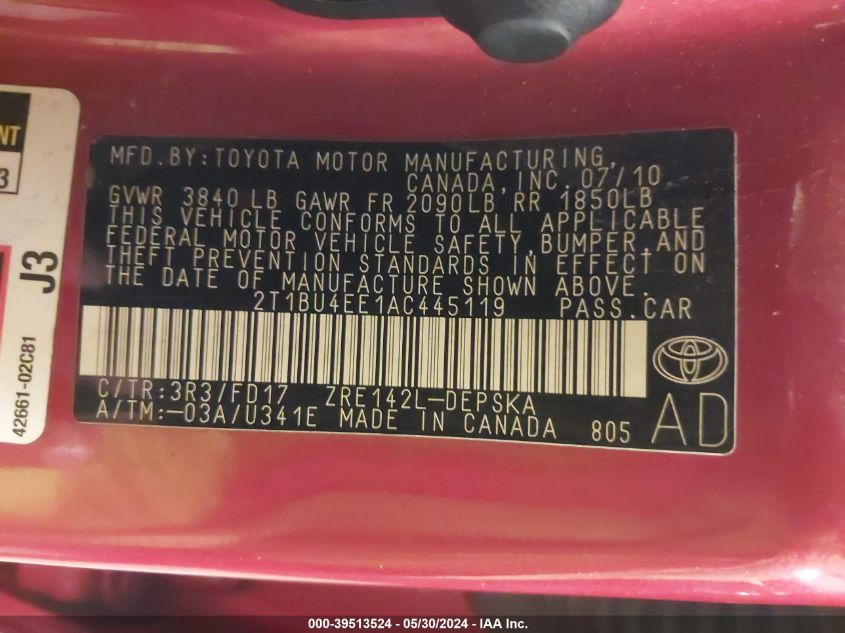 NT
3
J3
42661-02C81
MFD.BY:TOYOTA MOTOR MANUFACTURING,
CANADA,INC.07/10
GVWR 3840 LB GAWR FR 2090LB RR 1850LB
THIS VEHICLE CONFORMS TO ALL APPLICABLE
FEDERAL MOTOR VEHICLE SAFETY,BUMPER,AND
THEFT PREVENTION STANDARDS IN EFFECT ON
THE DATE OF MANUFACTURE SHOWN ABOVE.
2T1BU4EE1AC445119 PASS.CAR
C/TR:3R3/FD17 ZRE142L-DEPSKA
A/TM:-03A/U341E MADE IN CANADA 805 AD
000-39513524 - 05/30/2024 - IAA Inc.